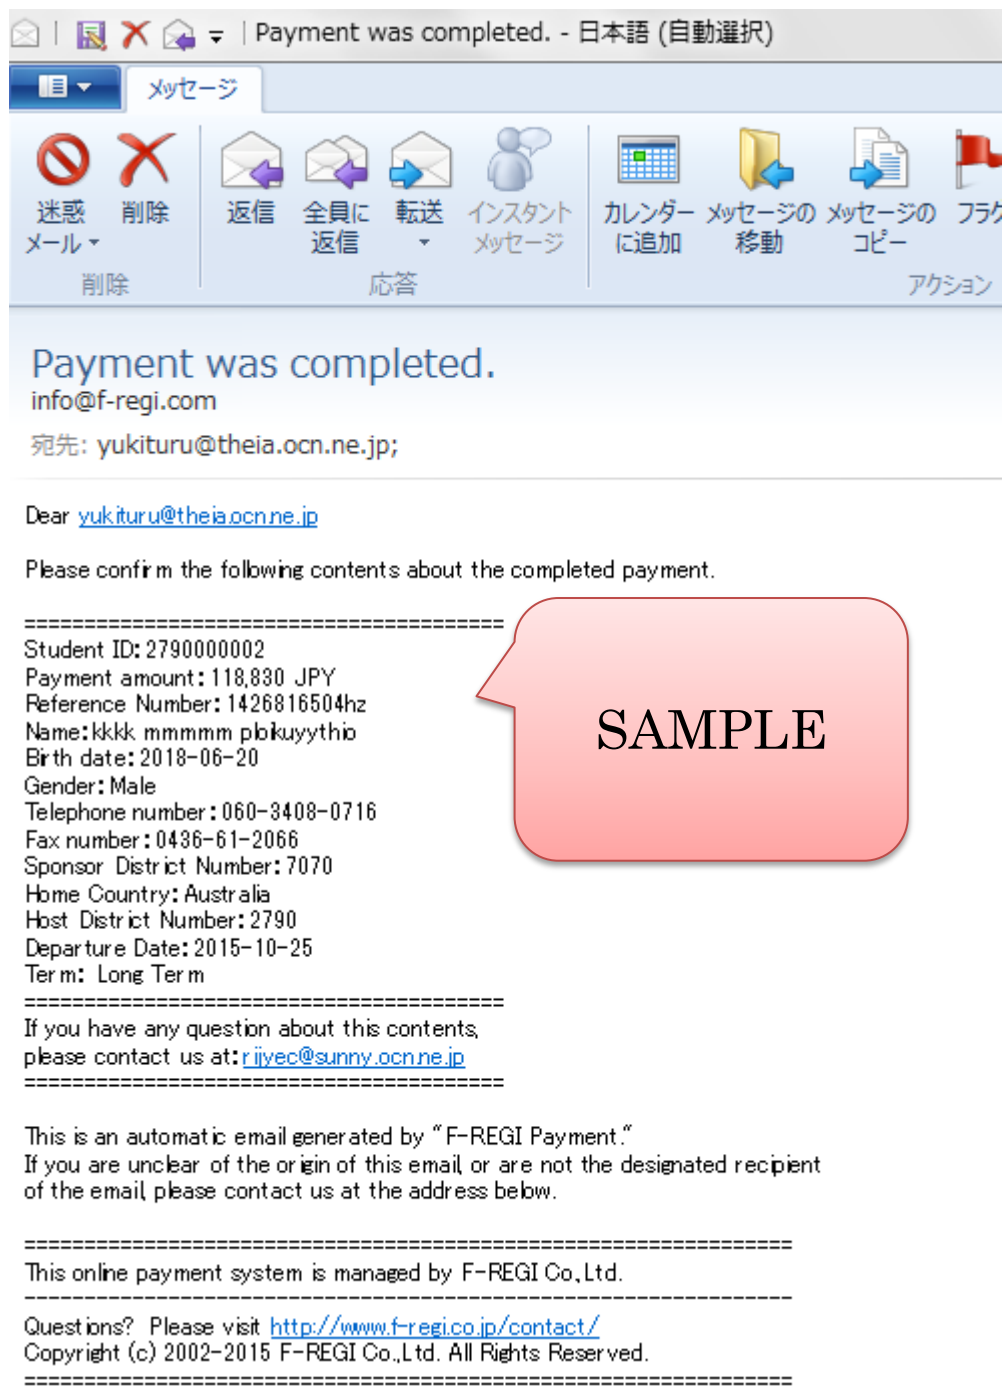 Payment was completed. - 日本語 (自動選択)
メッセージ
迷惑メール
削除
返信
全員に返信
転送
インスタントメッセージ
カレンダーに追加
メッセージの移動
メッセージのコピー
フラグ
削除
応答
アクション
Payment was completed.
info@f-regi.com
宛先: yukituru@theia.ocn.ne.jp;
Dear yukituru@theia.ocn.ne.jp
Please confirm the following contents about the completed payment.
========================================
Student ID: 2790000002
Payment amount: 118,830 JPY
Reference Number: 1426816504hz
Name: kkkk mmmmm plokuyythio
Birth date: 2018-06-20
Gender: Male
Telephone number: 060-3408-0716
Fax number: 0436-61-2066
Sponsor District Number: 7070
Home Country: Australia
Host District Number: 2790
Departure Date: 2015-10-25
Term: Long Term
========================================
If you have any question about this contents,
please contact us at: rijyec@sunny.ocn.ne.jp
========================================
SAMPLE
This is an automatic email generated by "F-REGI Payment."
If you are unclear of the origin of this email, or are not the designated recipient
of the email, please contact us at the address below.
================================================================
This online payment system is managed by F-REGI Co.,Ltd.
----------------------------------------------------------------
Questions? Please visit http://www.f-regi.co.jp/contact/
Copyright (c) 2002-2015 F-REGI Co.,Ltd. All Rights Reserved.
================================================================